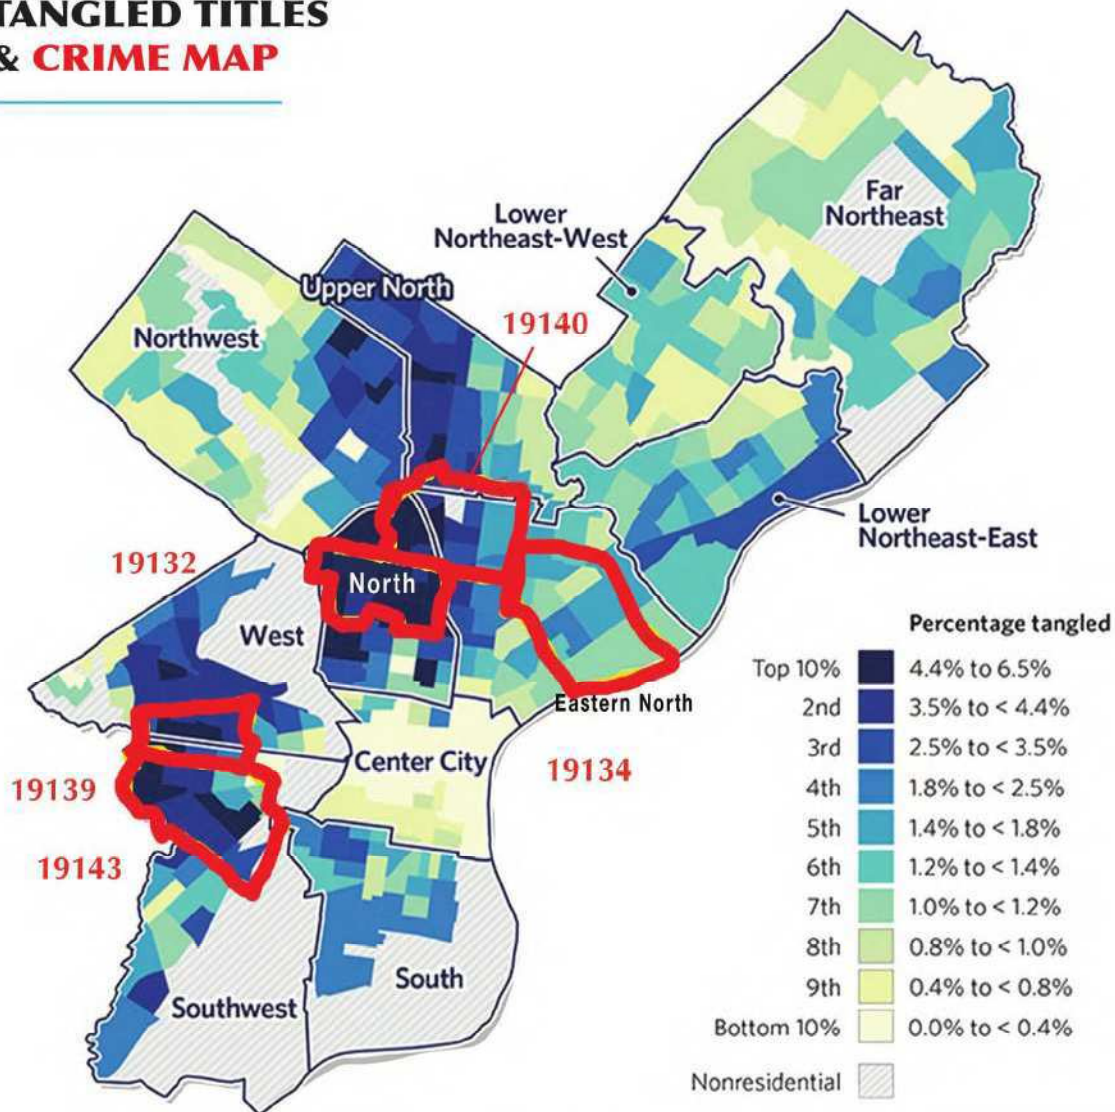 TANGLED TITLES
& CRIME MAP
Far
Northeast
Lower
Northeast-West
Upper North
Northwest
19140
Lower
Northeast-East
19132
North
West
Eastern North
Center City
19134
19139
19143
South
Southwest
Percentage tangled
Top 10% 4.4% to 6.5%
2nd 3.5% to < 4.4%
3rd 2.5% to < 3.5%
4th 1.8% to < 2.5%
5th 1.4% to < 1.8%
6th 1.2% to < 1.4%
7th 1.0% to < 1.2%
8th 0.8% to < 1.0%
9th 0.4% to < 0.8%
Bottom 10% 0.0% to < 0.4%
Nonresidential